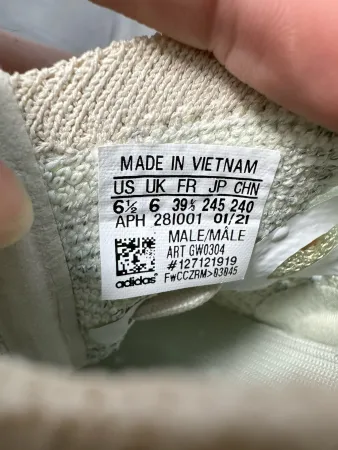 MADE IN VIETNAM
US UK FR JP CHN
6½ 6 39⅓ 245 240
APH 281001 01/21
MALE/MÂLE
ART GW0304
#127121919
FwCCZRM>83845
adidas